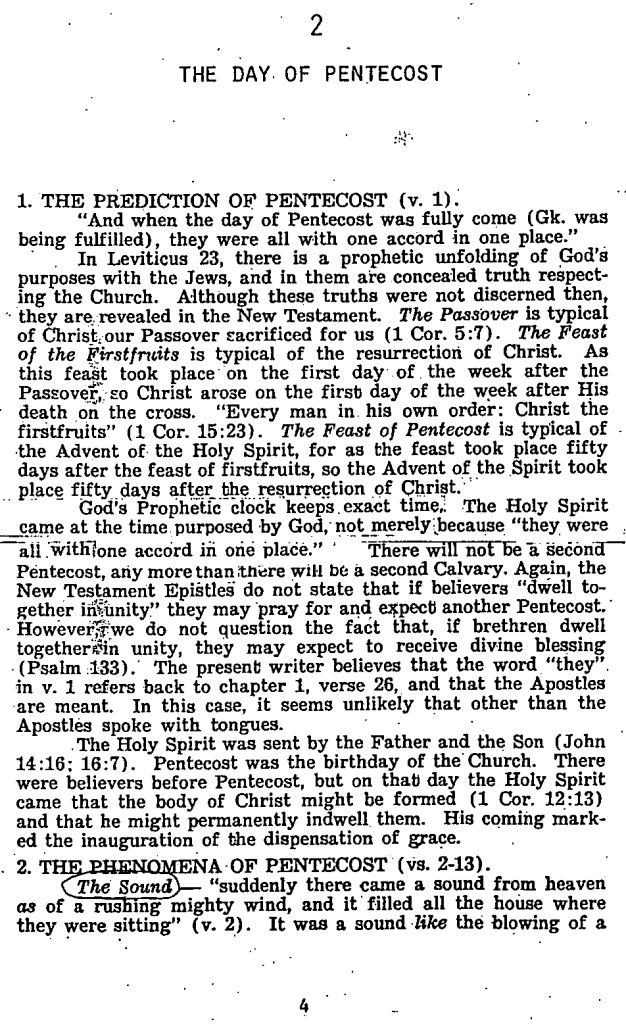 2
THE DAY OF PENTECOST
1. THE PREDICTION OF PENTECOST (v. 1).
"And when the day of Pentecost was fully come (Gk. was
being fulfilled), they were all with one accord in one place."
In Leviticus 23, there is a prophetic unfolding of God's
purposes with the Jews, and in them are concealed truth respect-
ing the Church. Although these truths were not discerned then,
they are revealed in the New Testament. The Passover is typical
of Christ our Passover sacrificed for us (1 Cor. 5:7). The Feast
of the Firstfruits is typical of the resurrection of Christ. As
this feast took place on the first day of the week after the
Passover, so Christ arose on the first day of the week after His
death on the cross. "Every man in his own order: Christ the
firstfruits" (1 Cor. 15:23). The Feast of Pentecost is typical of
the Advent of the Holy Spirit, for as the feast took place fifty
days after the feast of firstfruits, so the Advent of the Spirit took
place fifty days after the resurrection of Christ.
God's Prophetic clock keeps exact time. The Holy Spirit
came at the time purposed by God, not merely because "they were
all with one accord in one place." There will not be a second
Pentecost, any more than there will be a second Calvary. Again, the
New Testament Epistles do not state that if believers "dwell to-
gether in unity" they may pray for and expect another Pentecost.
However, we do not question the fact that, if brethren dwell
together in unity, they may expect to receive divine blessing
(Psalm 133). The present writer believes that the word "they"
in v. 1 refers back to chapter 1, verse 26, and that the Apostles
are meant. In this case, it seems unlikely that other than the
Apostles spoke with tongues.
The Holy Spirit was sent by the Father and the Son (John
14:16; 16:7). Pentecost was the birthday of the Church. There
were believers before Pentecost, but on that day the Holy Spirit
came that the body of Christ might be formed (1 Cor. 12:13)
and that he might permanently indwell them. His coming mark-
ed the inauguration of the dispensation of grace.
2. THE PHENOMENA OF PENTECOST (vs. 2-13).
The Sound — "suddenly there came a sound from heaven
as of a rushing mighty wind, and it filled all the house where
they were sitting" (v. 2). It was a sound like the blowing of a
4